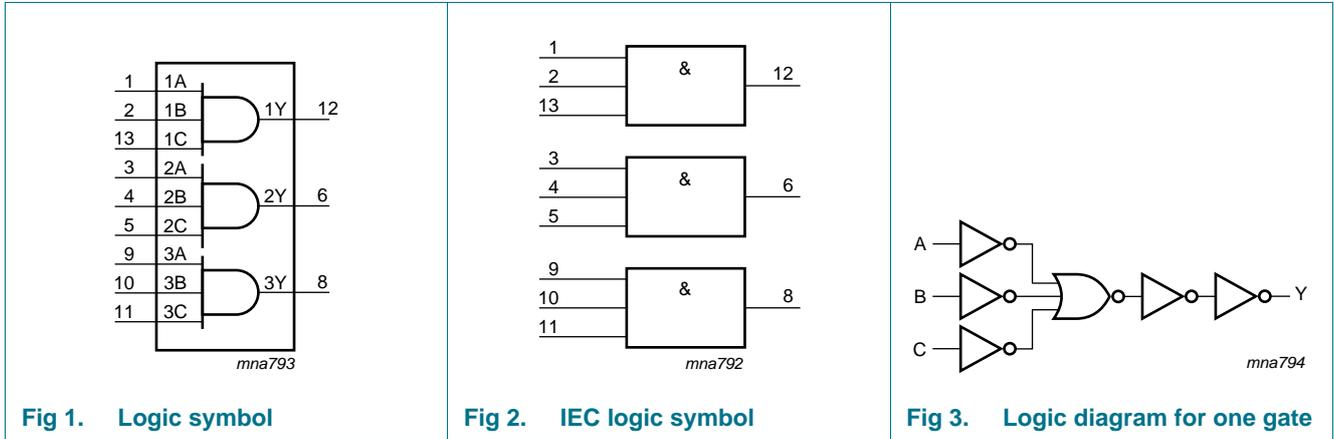 1 1A
2 1B 1Y 12
13 1C
3 2A
4 2B 2Y 6
5 2C
9 3A
10 3B 3Y 8
11 3C
mna793
Fig 1. Logic symbol
1 &
2 12
13
3 &
4 6
5
9 &
10 8
11
mna792
Fig 2. IEC logic symbol
A
B Y
C
mna794
Fig 3. Logic diagram for one gate